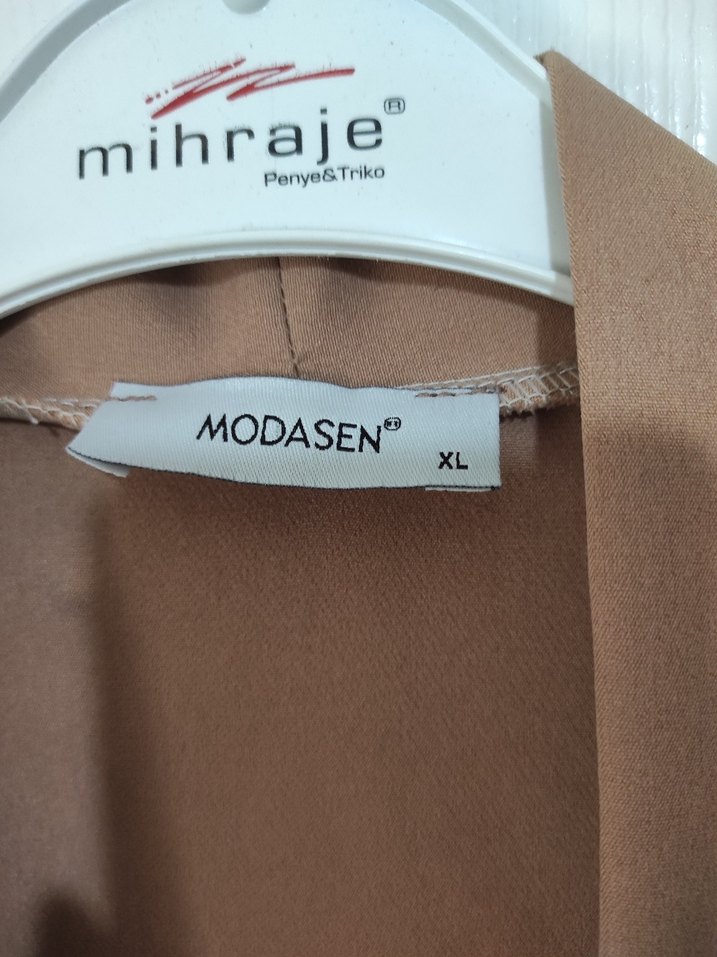 mihraje®
Penye&Triko
MODASEN
XL